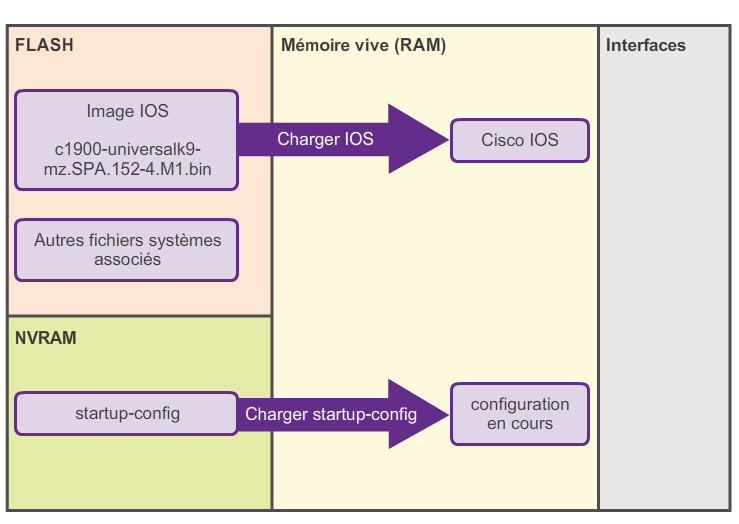 FLASH
Image IOS
c1900-universalk9-
mz.SPA.152-4.M1.bin
Autres fichiers systèmes
associés
NVRAM
startup-config
Mémoire vive (RAM)
Charger IOS
Cisco IOS
Charger startup-config
configuration
en cours
Interfaces